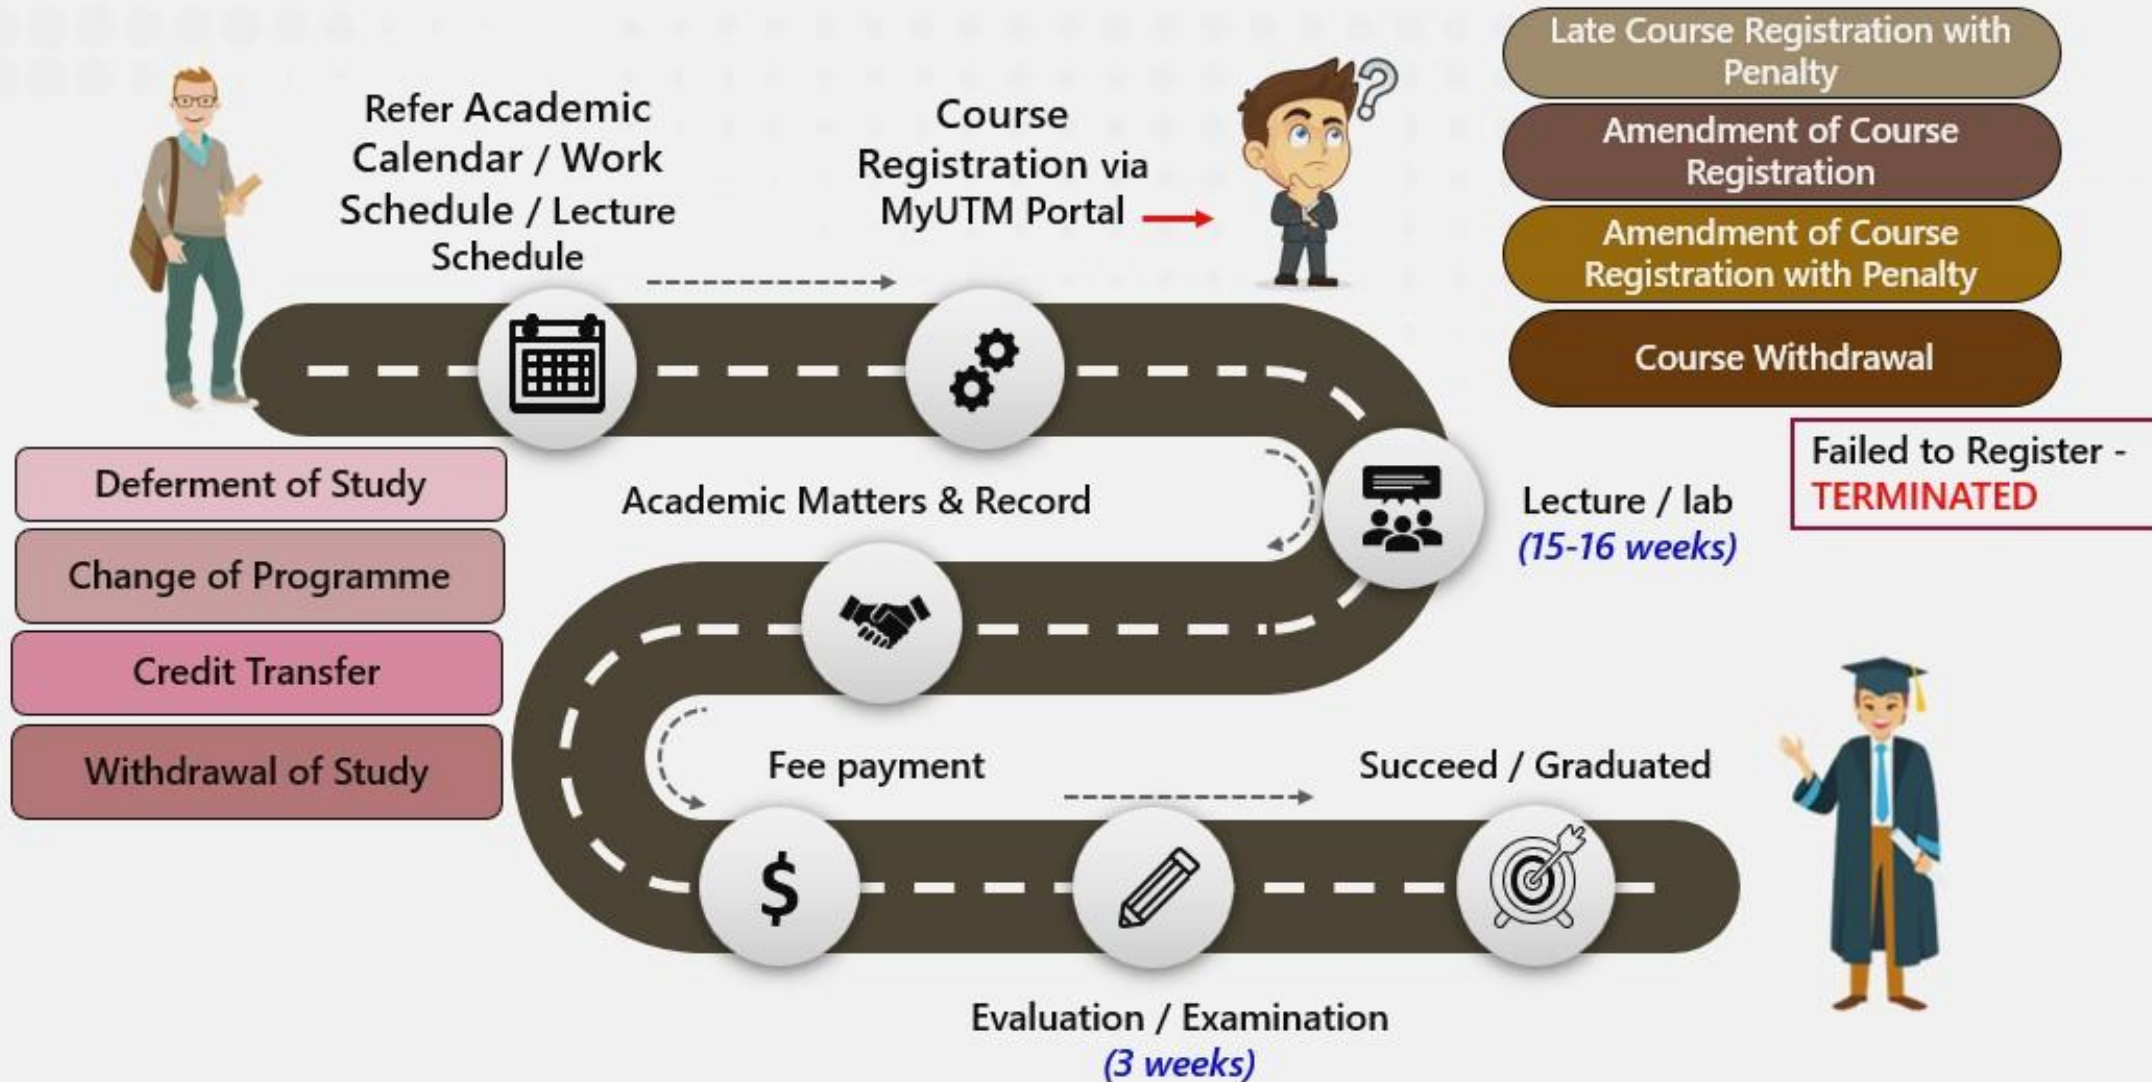 Refer Academic
Calendar / Work
Schedule / Lecture
Schedule
Course
Registration via
MyUTM Portal
?
Late Course Registration with
Penalty
Amendment of Course
Registration
Amendment of Course
Registration with Penalty
Course Withdrawal
Failed to Register -
TERMINATED
Lecture / lab
(15-16 weeks)
Academic Matters & Record
Deferment of Study
Change of Programme
Credit Transfer
Withdrawal of Study
Fee payment
$
Evaluation / Examination
(3 weeks)
Succeed / Graduated